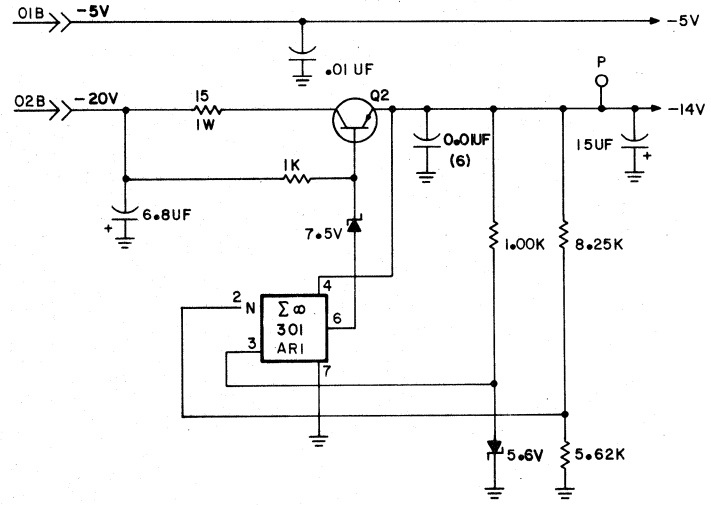 01B -5V -5V
.01 UF
P
02B -20V 15 Q2 -14V
1W
0.01UF 15UF
(6) +
1K
6.8UF
+
7.5V 1.00K 8.25K
4
2 N Σ∞
301 6
3 AR1
7
5.6V 5.62K